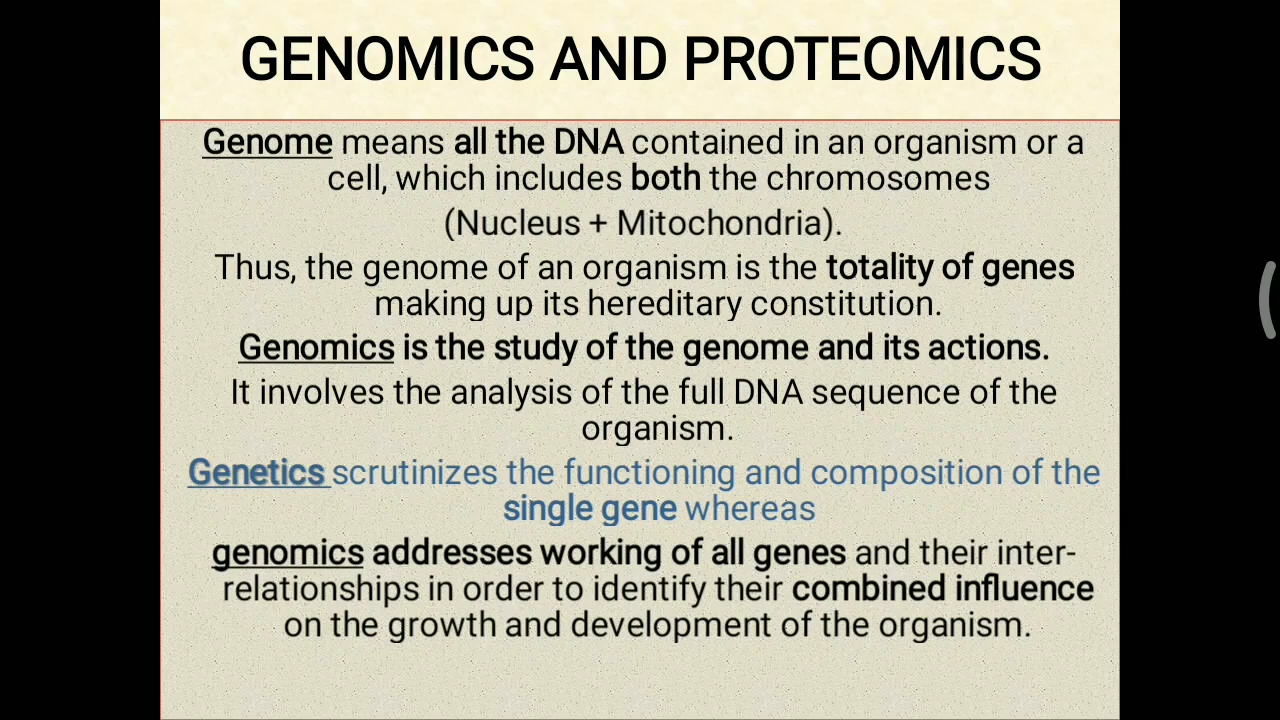 GENOMICS AND PROTEOMICS
Genome means all the DNA contained in an organism or a
cell, which includes both the chromosomes
(Nucleus + Mitochondria).
Thus, the genome of an organism is the totality of genes
making up its hereditary constitution.
Genomics is the study of the genome and its actions.
It involves the analysis of the full DNA sequence of the
organism.
Genetics scrutinizes the functioning and composition of the
single gene whereas
genomics addresses working of all genes and their inter-
relationships in order to identify their combined influence
on the growth and development of the organism.